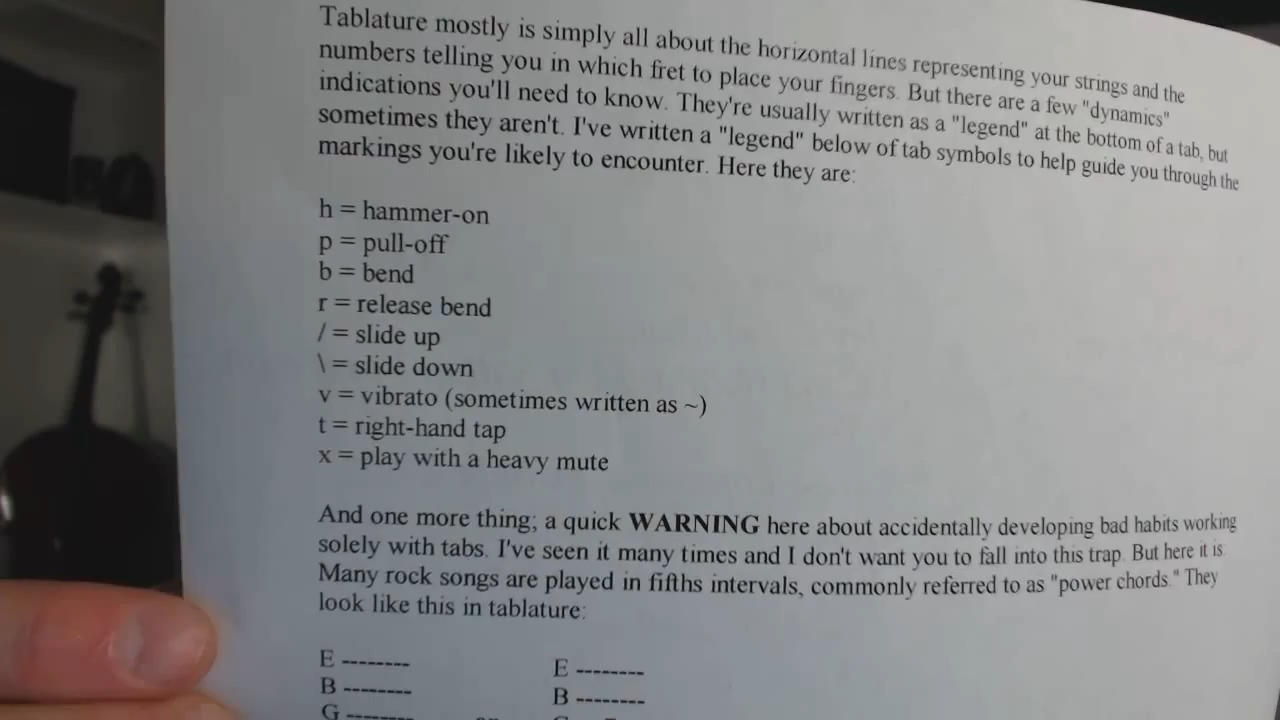 Tablature mostly is simply all about the horizontal lines representing your strings and the
numbers telling you in which fret to place your fingers. But there are a few "dynamics"
indications you'll need to know. They're usually written as a "legend" at the bottom of a tab, but
sometimes they aren't. I've written a "legend" below of tab symbols to help guide you through the
markings you're likely to encounter. Here they are:
h = hammer-on
p = pull-off
b = bend
r = release bend
/ = slide up
\ = slide down
v = vibrato (sometimes written as ~)
t = right-hand tap
x = play with a heavy mute
And one more thing; a quick WARNING here about accidentally developing bad habits working
solely with tabs. I've seen it many times and I don't want you to fall into this trap. But here it is:
Many rock songs are played in fifths intervals, commonly referred to as "power chords." They
look like this in tablature:
E -------- E --------
B -------- B --------
G --------